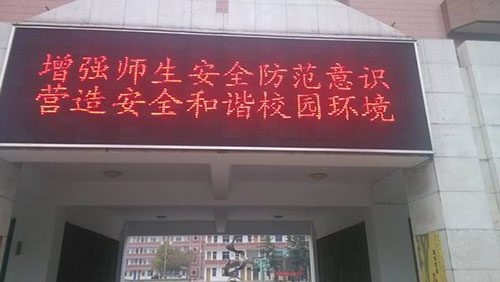 增强师生安全防范意识
营造安全和谐校园环境